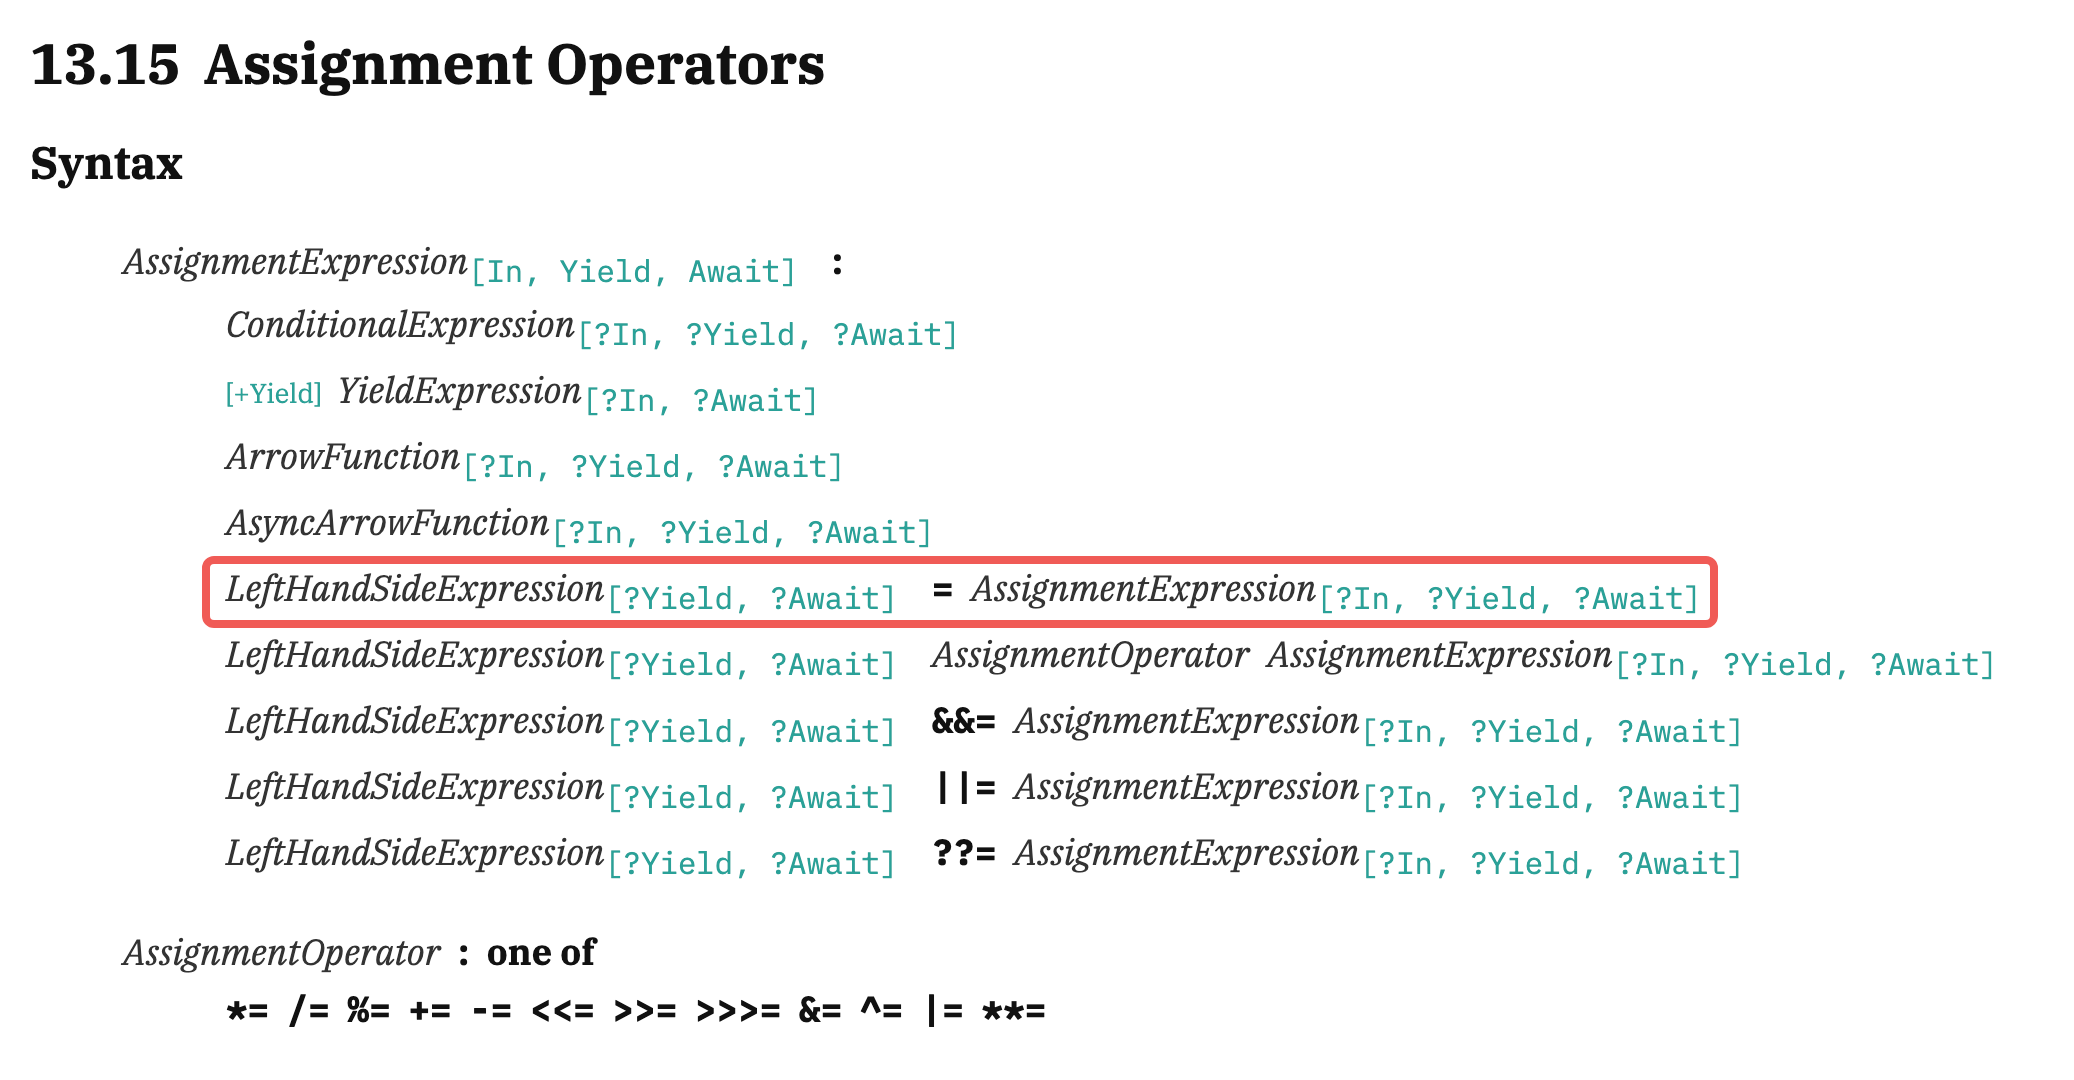 13.15 Assignment Operators
Syntax
AssignmentExpression[In, Yield, Await] :
ConditionalExpression[?In, ?Yield, ?Await]
[+Yield] YieldExpression[?In, ?Await]
ArrowFunction[?In, ?Yield, ?Await]
AsyncArrowFunction[?In, ?Yield, ?Await]
LeftHandSideExpression[?Yield, ?Await] = AssignmentExpression[?In, ?Yield, ?Await]
LeftHandSideExpression[?Yield, ?Await] AssignmentOperator AssignmentExpression[?In, ?Yield, ?Await]
LeftHandSideExpression[?Yield, ?Await] &&= AssignmentExpression[?In, ?Yield, ?Await]
LeftHandSideExpression[?Yield, ?Await] ||= AssignmentExpression[?In, ?Yield, ?Await]
LeftHandSideExpression[?Yield, ?Await] ??= AssignmentExpression[?In, ?Yield, ?Await]
AssignmentOperator : one of
*= /= %= += -= <<= >>= >>>= &= ^= |= **=